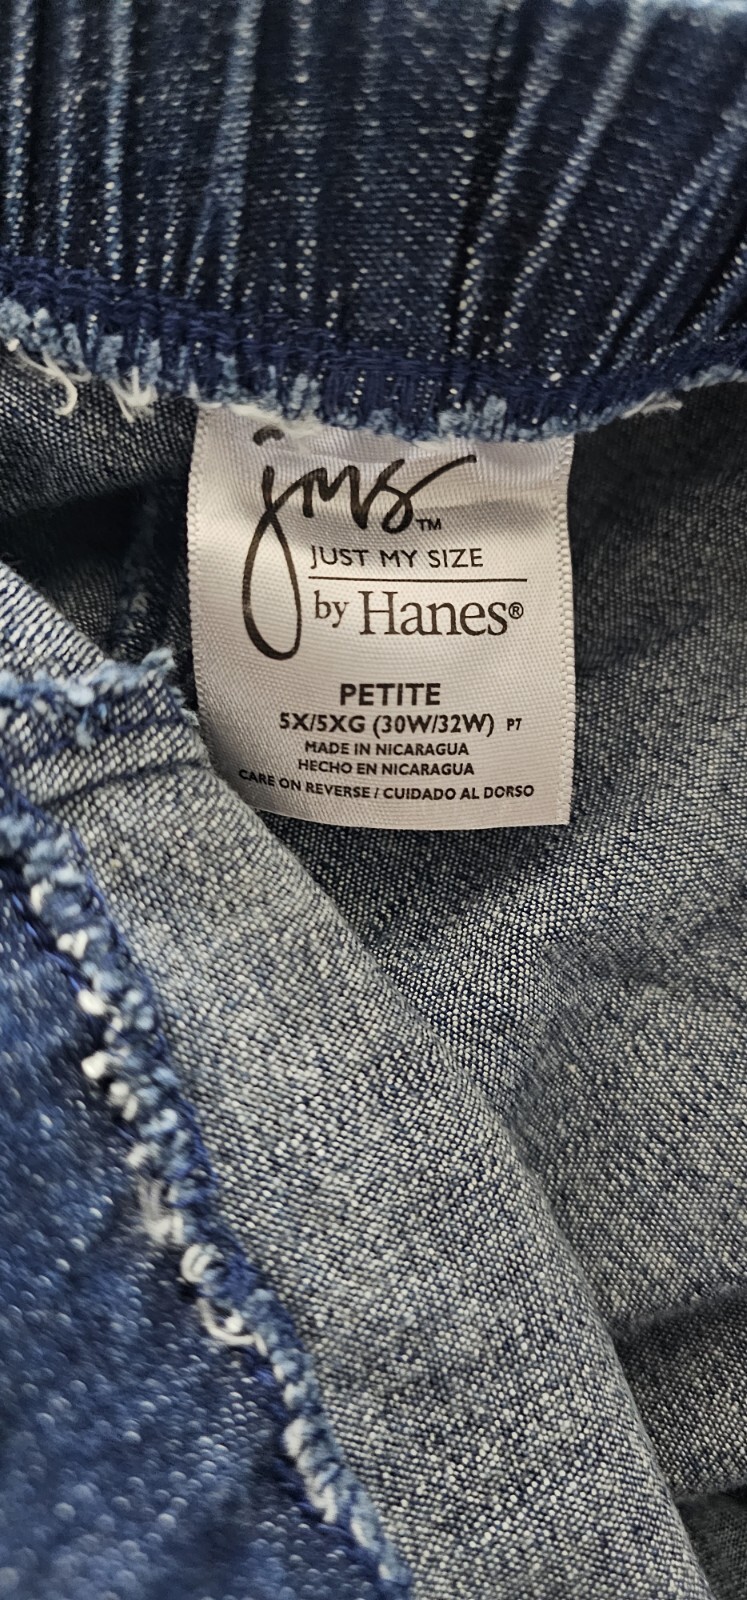 jms™
JUST MY SIZE
by Hanes®
PETITE
5X/5XG (30W/32W) P7
MADE IN NICARAGUA
HECHO EN NICARAGUA
CARE ON REVERSE / CUIDADO AL DORSO